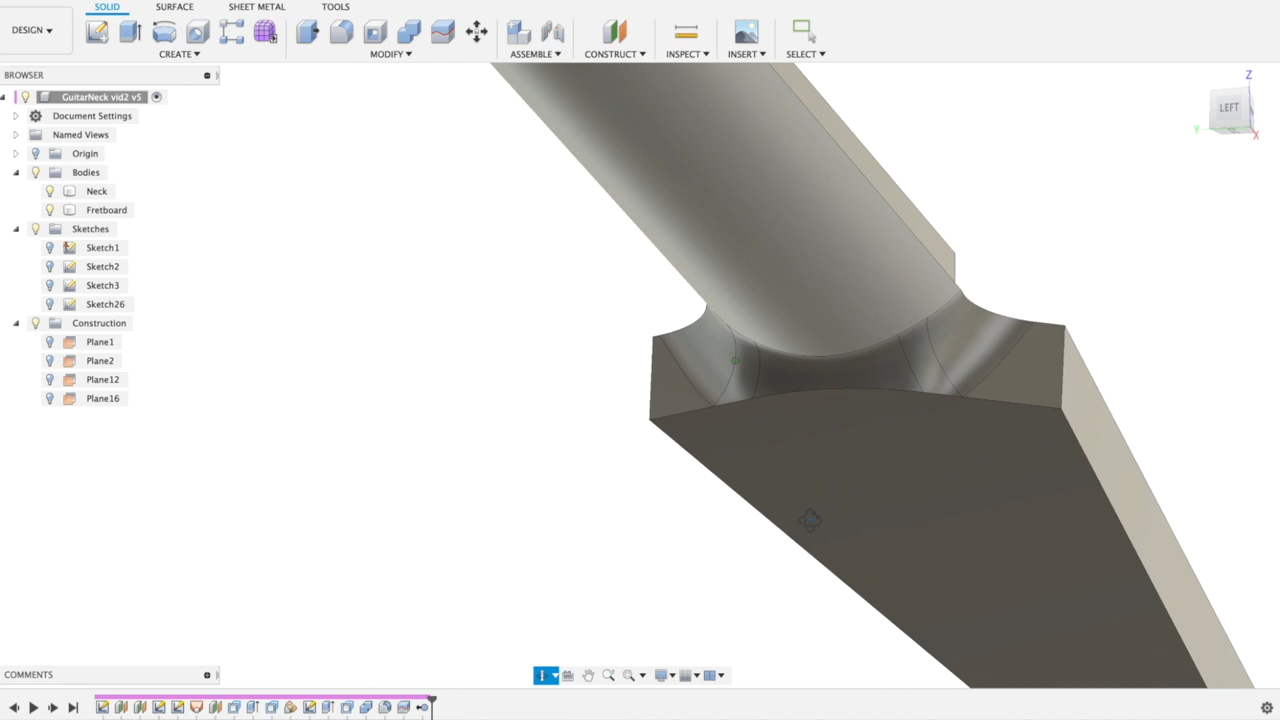 SOLID SURFACE SHEET METAL TOOLS
DESIGN
CREATE MODIFY ASSEMBLE CONSTRUCT INSPECT INSERT SELECT
BROWSER
GuitarNeck vid2 v5
Document Settings
Named Views
Origin
Bodies
Neck
Fretboard
Sketches
Sketch1
Sketch2
Sketch3
Sketch26
Construction
Plane1
Plane2
Plane12
Plane16
Z
LEFT
Y
X
COMMENTS